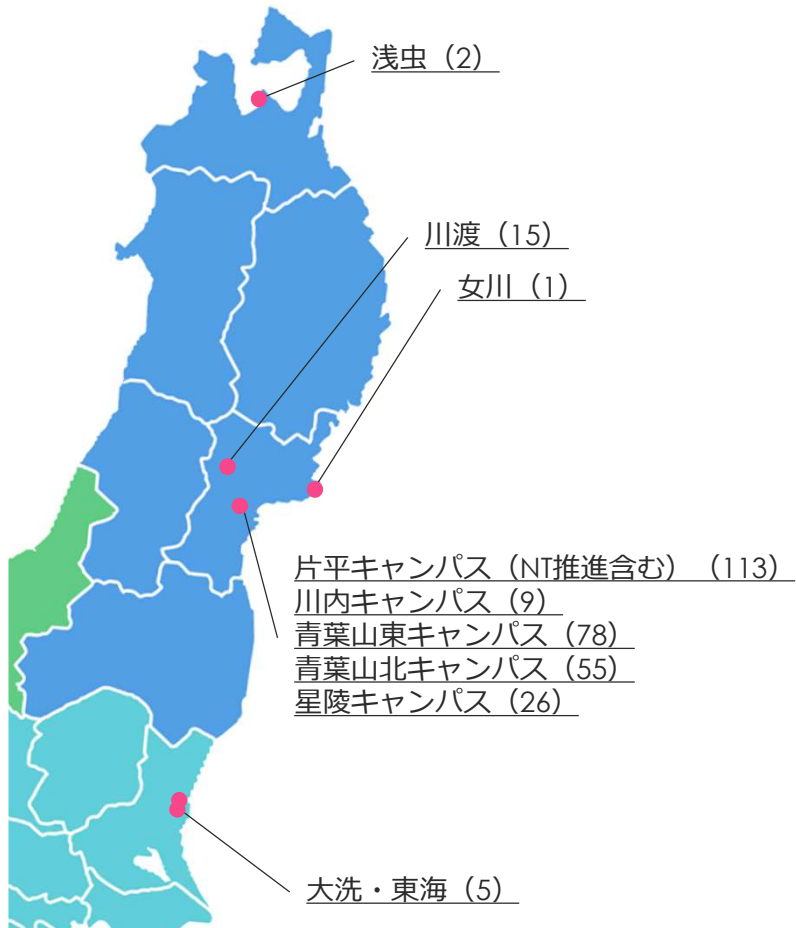 浅虫（2）
川渡（15）
女川（1）
片平キャンパス（NT推進含む）（113）
川内キャンパス（9）
青葉山東キャンパス（78）
青葉山北キャンパス（55）
星陵キャンパス（26）
大洗・東海（5）